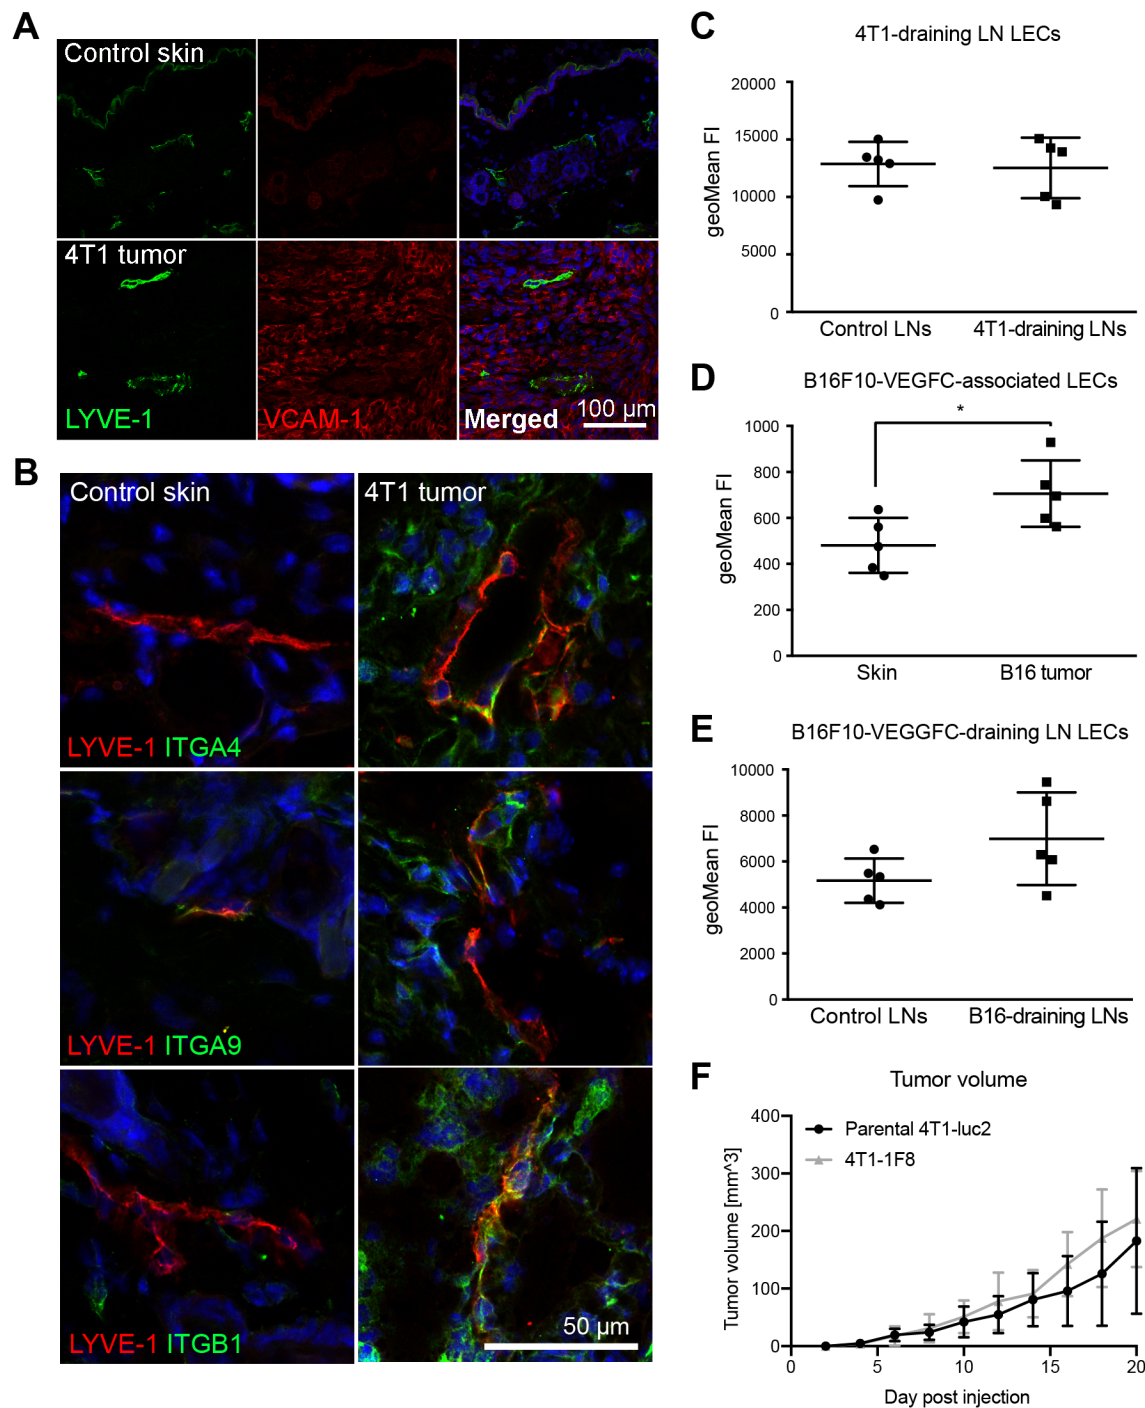 A
Control skin
4T1 tumor
LYVE-1
VCAM-1
Merged
100 µm
B
Control skin
4T1 tumor
LYVE-1 ITGA4
LYVE-1 ITGA9
LYVE-1 ITGB1
50 µm
C
4T1-draining LN LECs
geoMean FI
20000
15000
10000
5000
0
Control LNs
4T1-draining LNs
D
B16F10-VEGFC-associated LECs
*
geoMean FI
1000
800
600
400
200
0
Skin
B16 tumor
E
B16F10-VEGGFC-draining LN LECs
geoMean FI
10000
8000
6000
4000
2000
0
Control LNs
B16-draining LNs
F
Tumor volume
Parental 4T1-luc2
4T1-1F8
Tumor volume [mm^3]
400
300
200
100
0
0
5
10
15
20
Day post injection